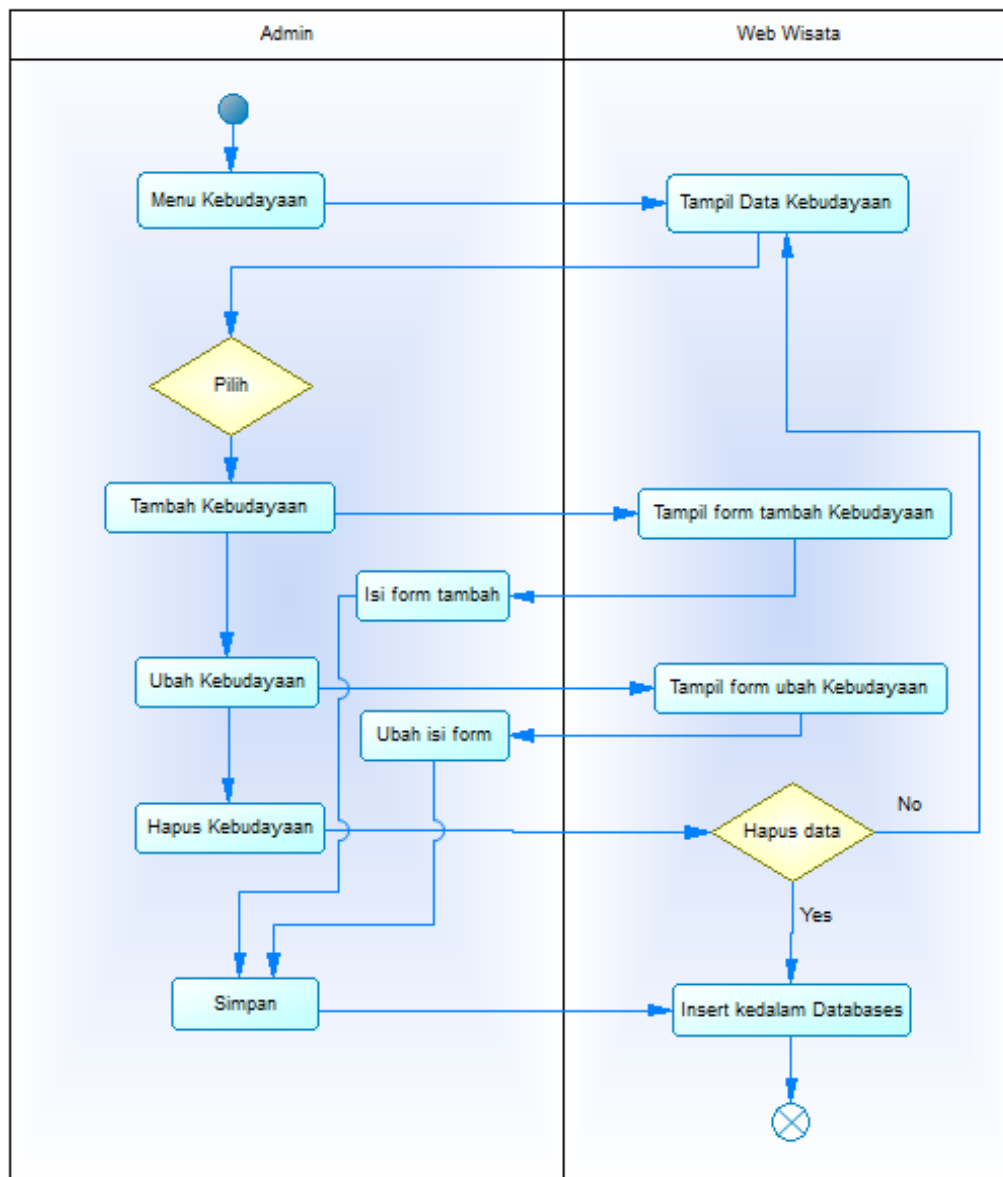 Admin
Web Wisata
Menu Kebudayaan
Tampil Data Kebudayaan
Pilih
Tambah Kebudayaan
Tampil form tambah Kebudayaan
Isi form tambah
Ubah Kebudayaan
Tampil form ubah Kebudayaan
Ubah isi form
Hapus Kebudayaan
Hapus data
No
Yes
Simpan
Insert kedalam Databases